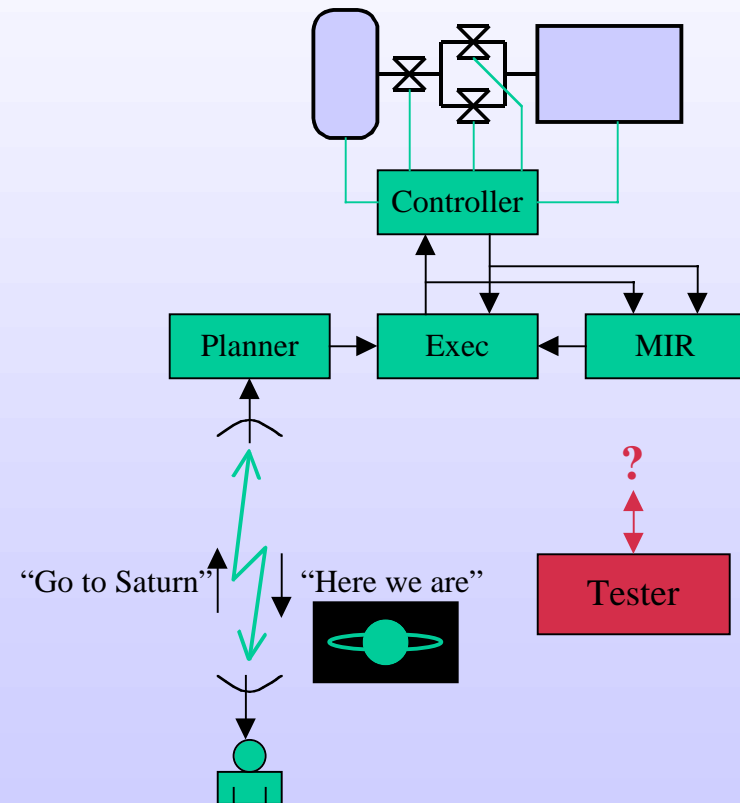 Controller
Planner
Exec
MIR
?
“Go to Saturn”
“Here we are”
Tester